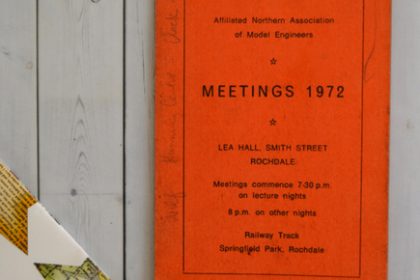 Affiliated Northern Association
of Model Engineers
MEETINGS 1972
LEA HALL, SMITH STREET
ROCHDALE.
Meetings commence 7·30 p.m.
on lecture nights
8 p.m. on other nights
Railway Track
Springfield Park, Rochdale